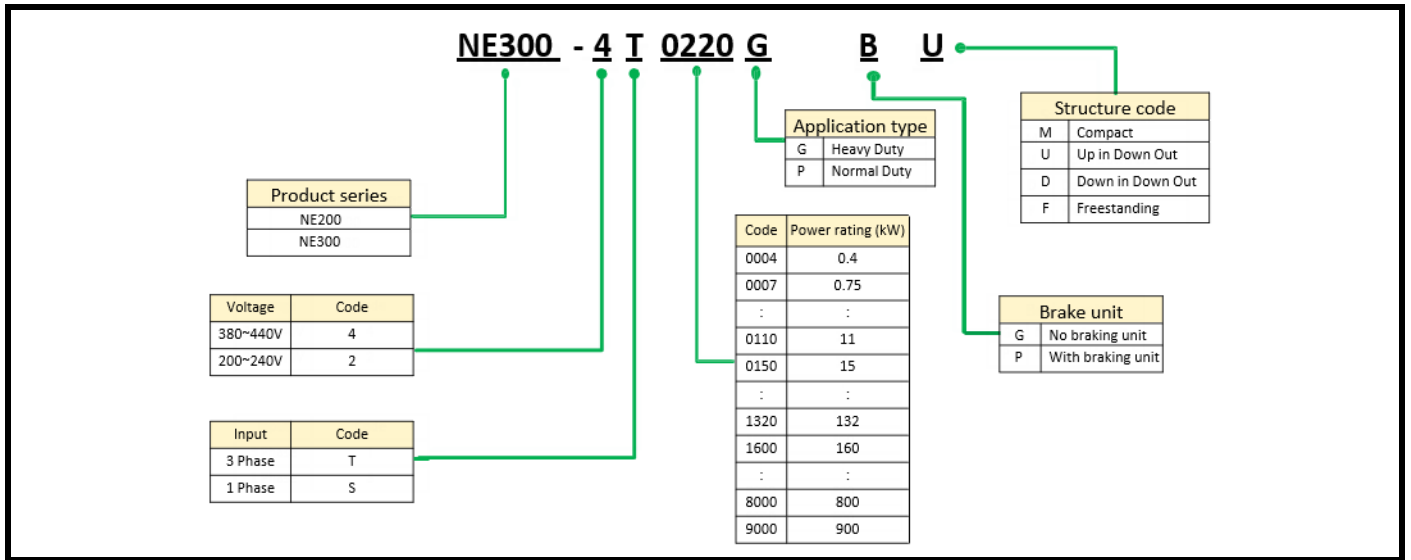 NE300 - 4 T 0220 G B U
Product series
NE200
NE300
Voltage Code
380~440V 4
200~240V 2
Input Code
3 Phase T
1 Phase S
Application type
G Heavy Duty
P Normal Duty
Code Power rating (kW)
0004 0.4
0007 0.75
: :
0110 11
0150 15
: :
1320 132
1600 160
: :
8000 800
9000 900
Structure code
M Compact
U Up in Down Out
D Down in Down Out
F Freestanding
Brake unit
G No braking unit
P With braking unit